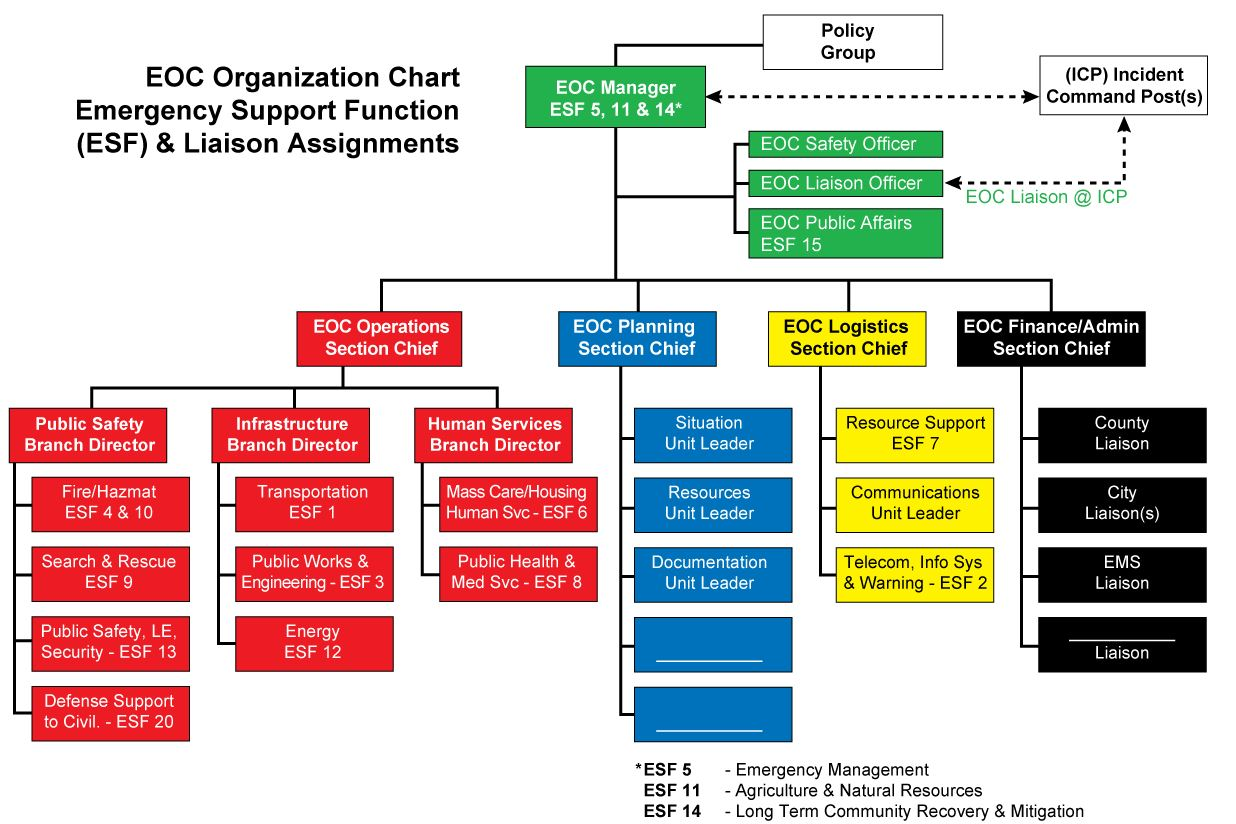 EOC Organization Chart
Emergency Support Function
(ESF) & Liaison Assignments
Policy
Group
EOC Manager
ESF 5, 11 & 14*
(ICP) Incident
Command Post(s)
EOC Safety Officer
EOC Liaison Officer
EOC Liaison @ ICP
EOC Public Affairs
ESF 15
EOC Operations
Section Chief
EOC Planning
Section Chief
EOC Logistics
Section Chief
EOC Finance/Admin
Section Chief
Public Safety
Branch Director
Fire/Hazmat
ESF 4 & 10
Search & Rescue
ESF 9
Public Safety, LE,
Security - ESF 13
Defense Support
to Civil. - ESF 20
Infrastructure
Branch Director
Transportation
ESF 1
Public Works &
Engineering - ESF 3
Energy
ESF 12
Human Services
Branch Director
Mass Care/Housing
Human Svc - ESF 6
Public Health &
Med Svc - ESF 8
Situation
Unit Leader
Resources
Unit Leader
Documentation
Unit Leader
Resource Support
ESF 7
Communications
Unit Leader
Telecom, Info Sys
& Warning - ESF 2
County
Liaison
City
Liaison(s)
EMS
Liaison
Liaison
*ESF 5 - Emergency Management
ESF 11 - Agriculture & Natural Resources
ESF 14 - Long Term Community Recovery & Mitigation